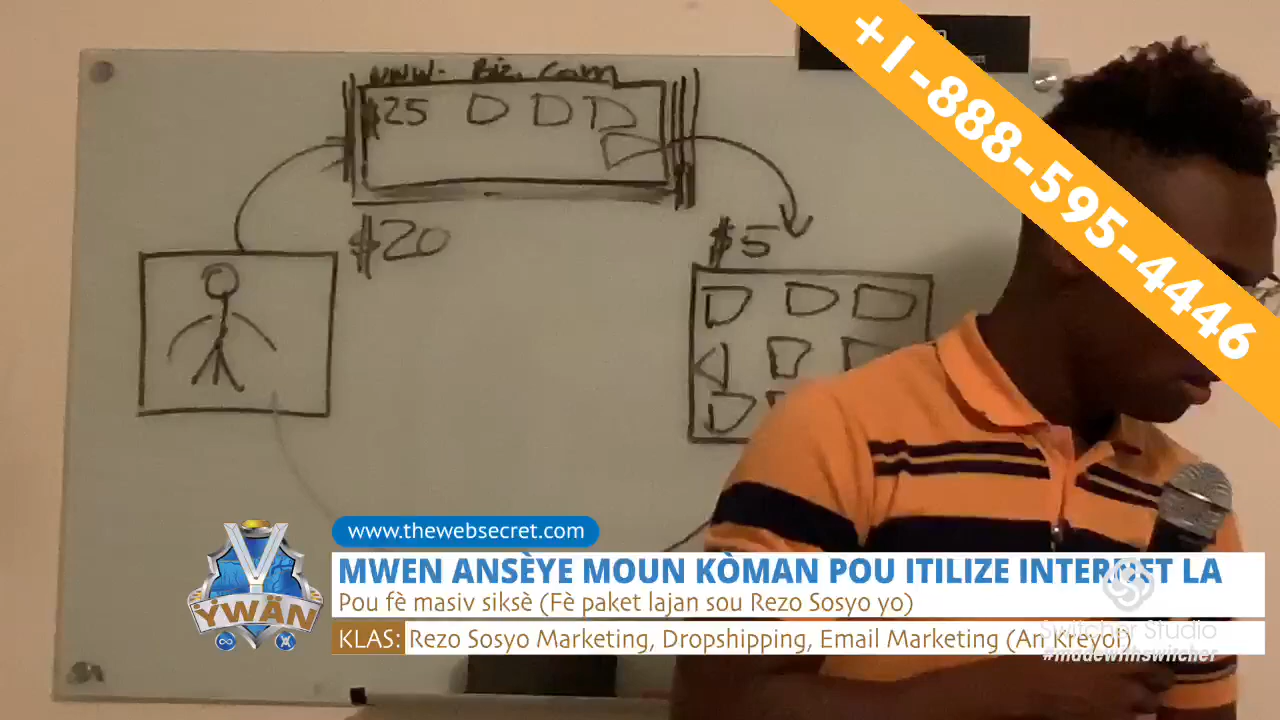 www. Biz. Com
$25 D D D
D
$20
$5
D D D
D
+1-888-595-4446
www.thewebsecret.com
MWEN ANSÈYE MOUN KÒMAN POU ITILIZE INTERNET LA
Pou fè masiv siksè (Fè paket lajan sou Rezo Sosyo yo)
KLAS: Rezo Sosyo Marketing, Dropshipping, Email Marketing (An Kreyol)
ÝWÄN
Switcher Studio
#madewithswitcher